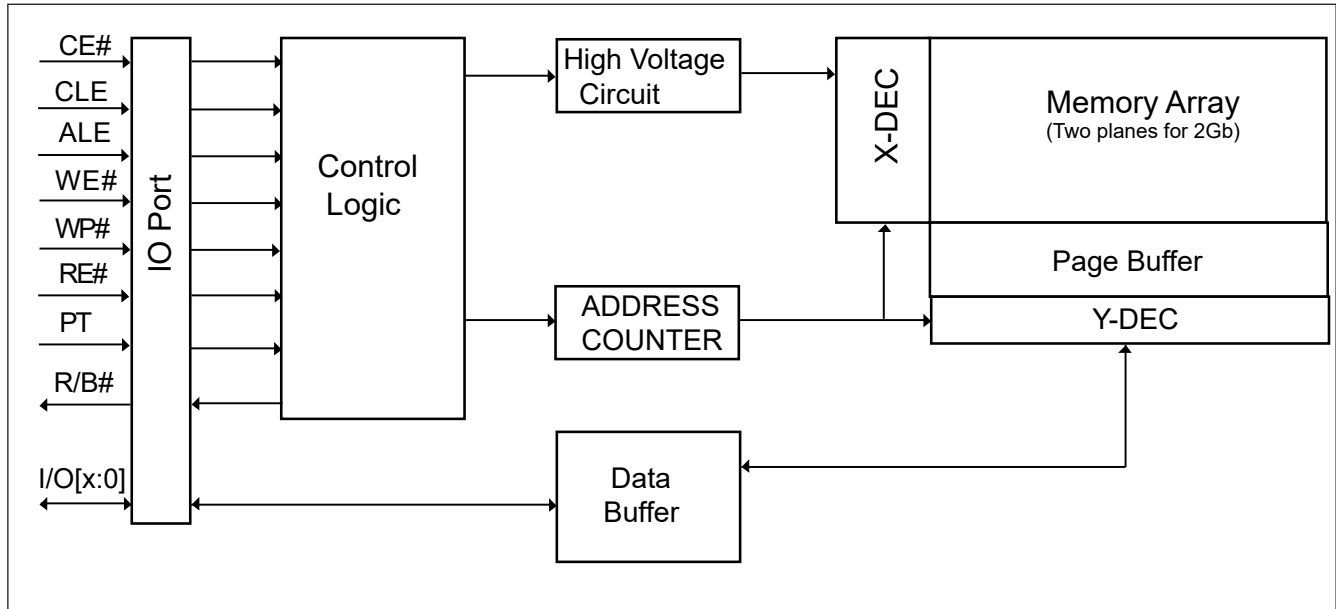 CE#
CLE
ALE
WE#
WP#
RE#
PT
R/B#
I/O[x:0]
IO Port
Control
Logic
High Voltage
Circuit
ADDRESS
COUNTER
Data
Buffer
X-DEC
Memory Array
(Two planes for 2Gb)
Page Buffer
Y-DEC